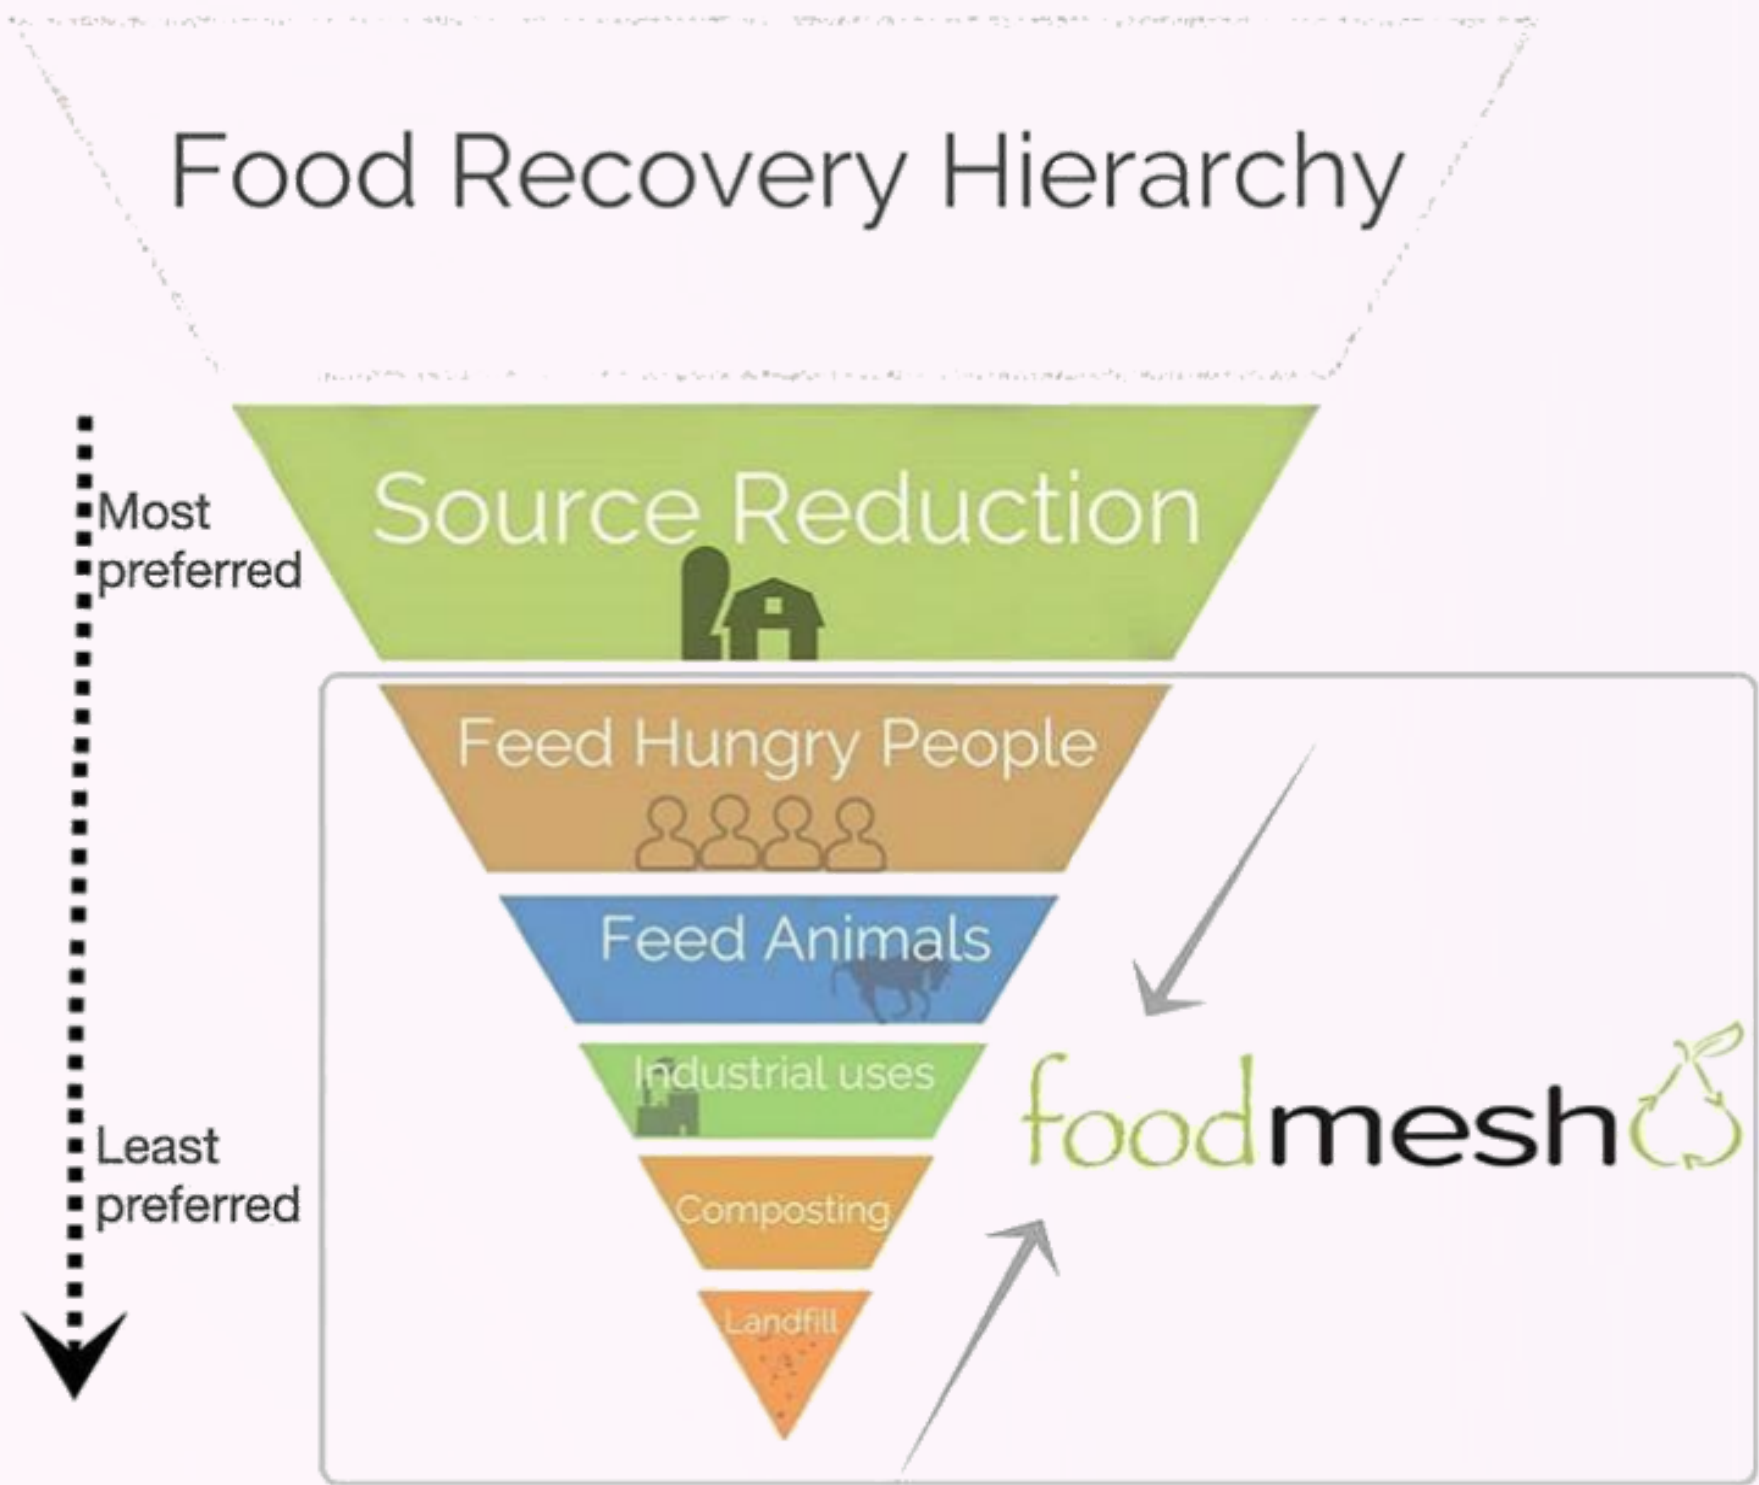 Food Recovery Hierarchy
Most
preferred
Source Reduction
Feed Hungry People
Feed Animals
Industrial uses
foodmesh
Least
preferred
Composting
Landfill